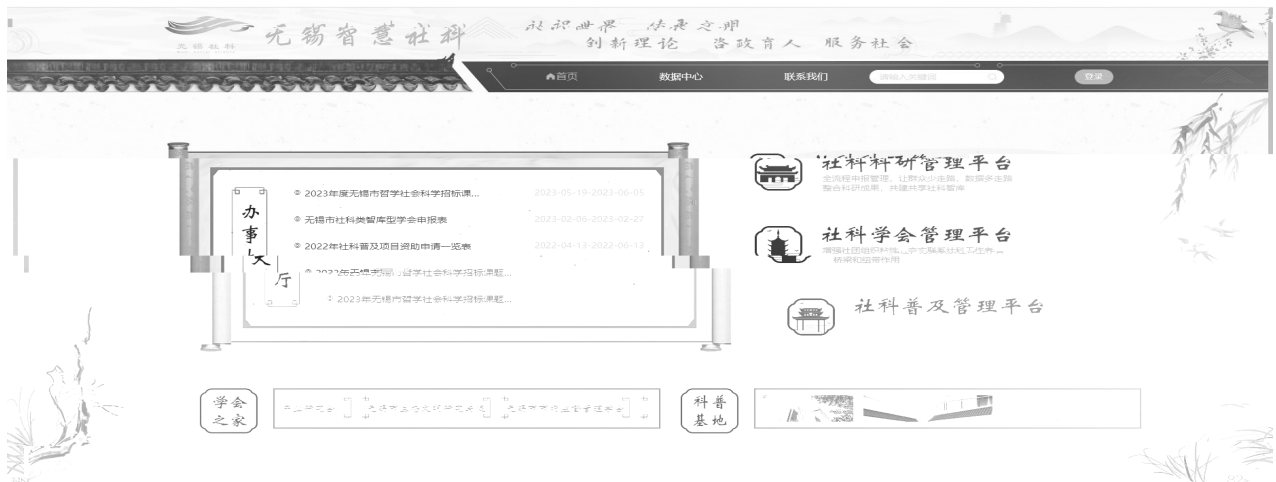 无锡社科
无锡智慧社科
认识世界 传承文明
创新理论 咨政育人 服务社会
首页 数据中心 联系我们 请输入关键词 登录
办事大厅
2023年度无锡市哲学社会科学招标课... 2023-05-19-2023-06-05
无锡市社科类智库型学会申报表 2023-02-06-2023-02-27
2022年社科普及项目资助申请一览表 2022-04-13-2022-06-13
2023年无锡市哲学社会科学招标课题...
社科科研管理平台
全流程申报管理，让群众少走路，数据多走路
整合科研成果，共建共享社科智库
社科学会管理平台
桥梁和纽带作用
社科普及管理平台
学会之家
科普基地